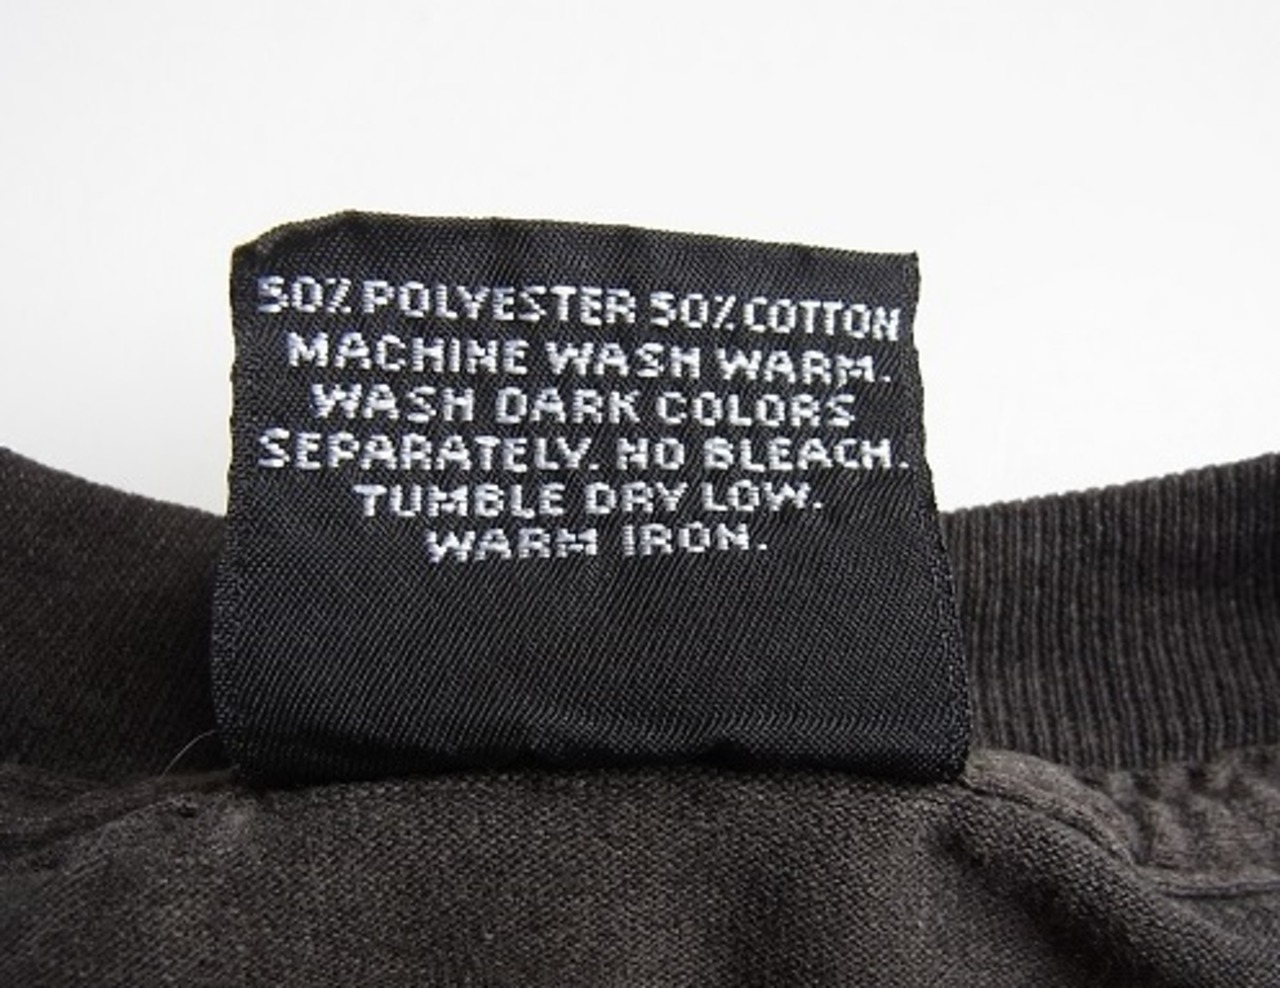 50% POLYESTER 50% COTTON
MACHINE WASH WARM.
WASH DARK COLORS
SEPARATELY. NO BLEACH.
TUMBLE DRY LOW.
WARM IRON.